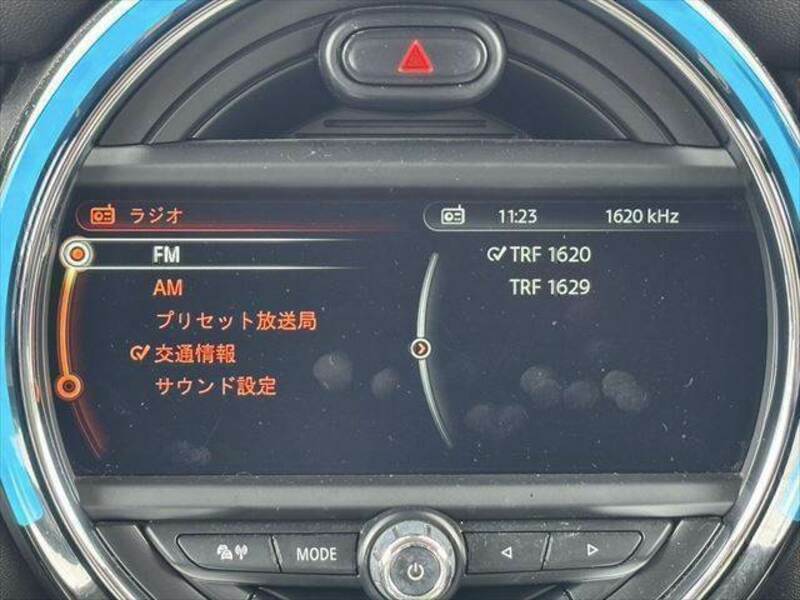 ラジオ
11:23 1620 kHz
FM
AM
プリセット放送局
交通情報
サウンド設定
TRF 1620
TRF 1629
MODE